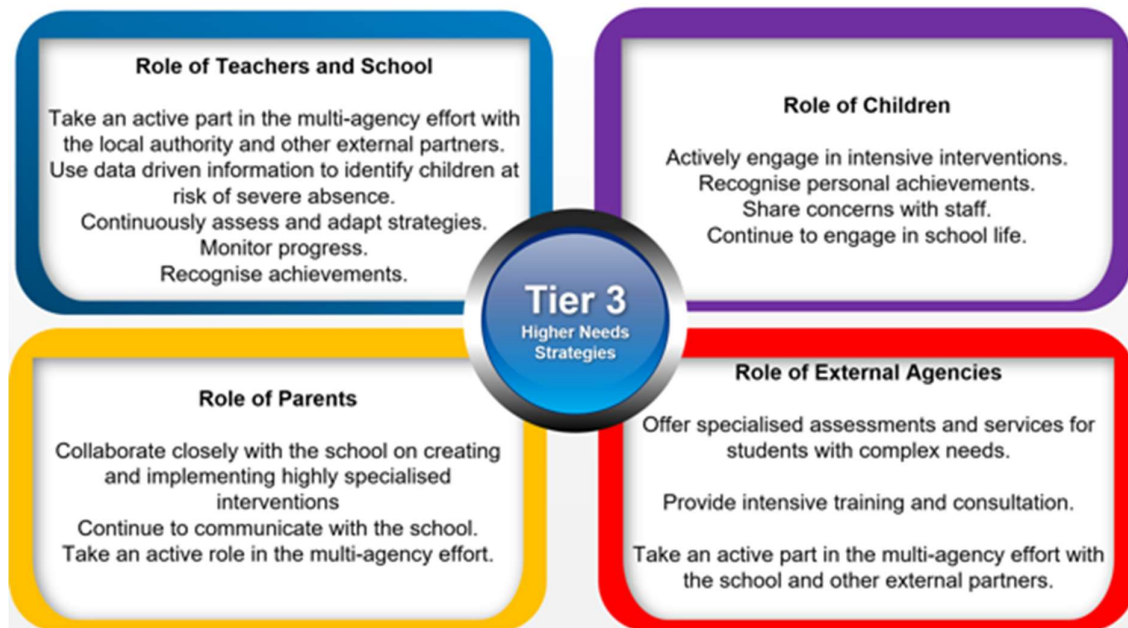 Role of Teachers and School
Take an active part in the multi-agency effort with
the local authority and other external partners.
Use data driven information to identify children at
risk of severe absence.
Continuously assess and adapt strategies.
Monitor progress.
Recognise achievements.
Role of Children
Actively engage in intensive interventions.
Recognise personal achievements.
Share concerns with staff.
Continue to engage in school life.
Tier 3
Higher Needs
Strategies
Role of Parents
Collaborate closely with the school on creating
and implementing highly specialised
interventions
Continue to communicate with the school.
Take an active role in the multi-agency effort.
Role of External Agencies
Offer specialised assessments and services for
students with complex needs.
Provide intensive training and consultation.
Take an active part in the multi-agency effort with
the school and other external partners.